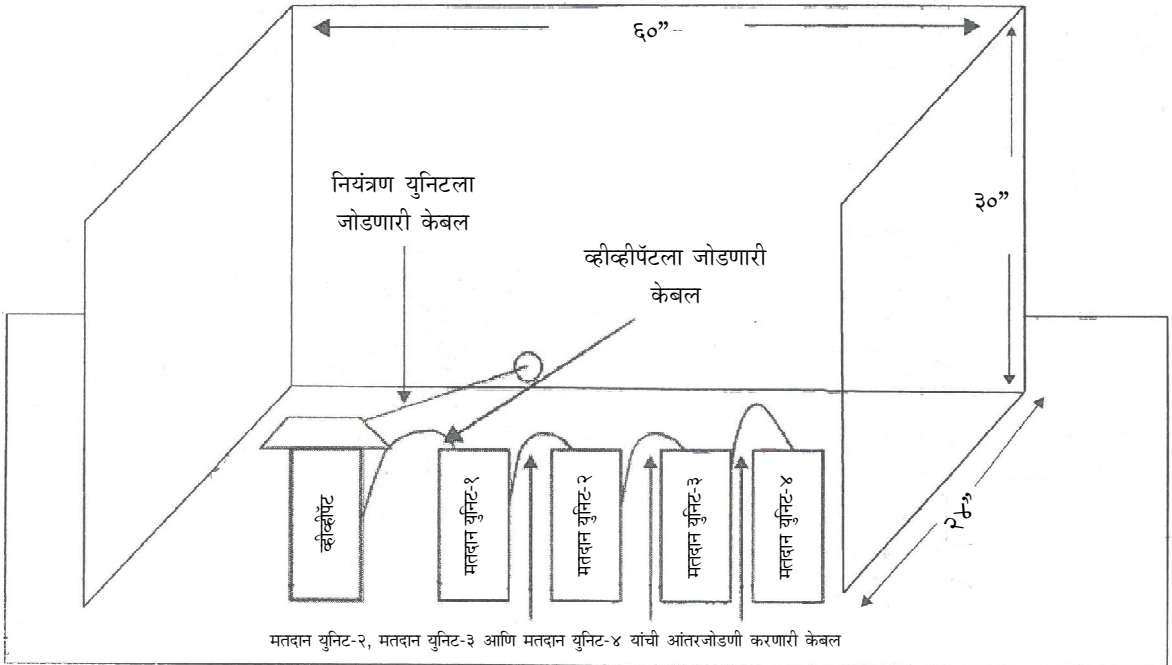 ६०”
नियंत्रण युनिटला
जोडणारी केबल
३०”
व्हीव्हीपॅटला जोडणारी
केबल
२४”
व्हीव्हीपॅट
मतदान युनिट-१
मतदान युनिट-२
मतदान युनिट-३
मतदान युनिट-४
मतदान युनिट-२, मतदान युनिट-३ आणि मतदान युनिट-४ यांची आंतरजोडणी करणारी केबल